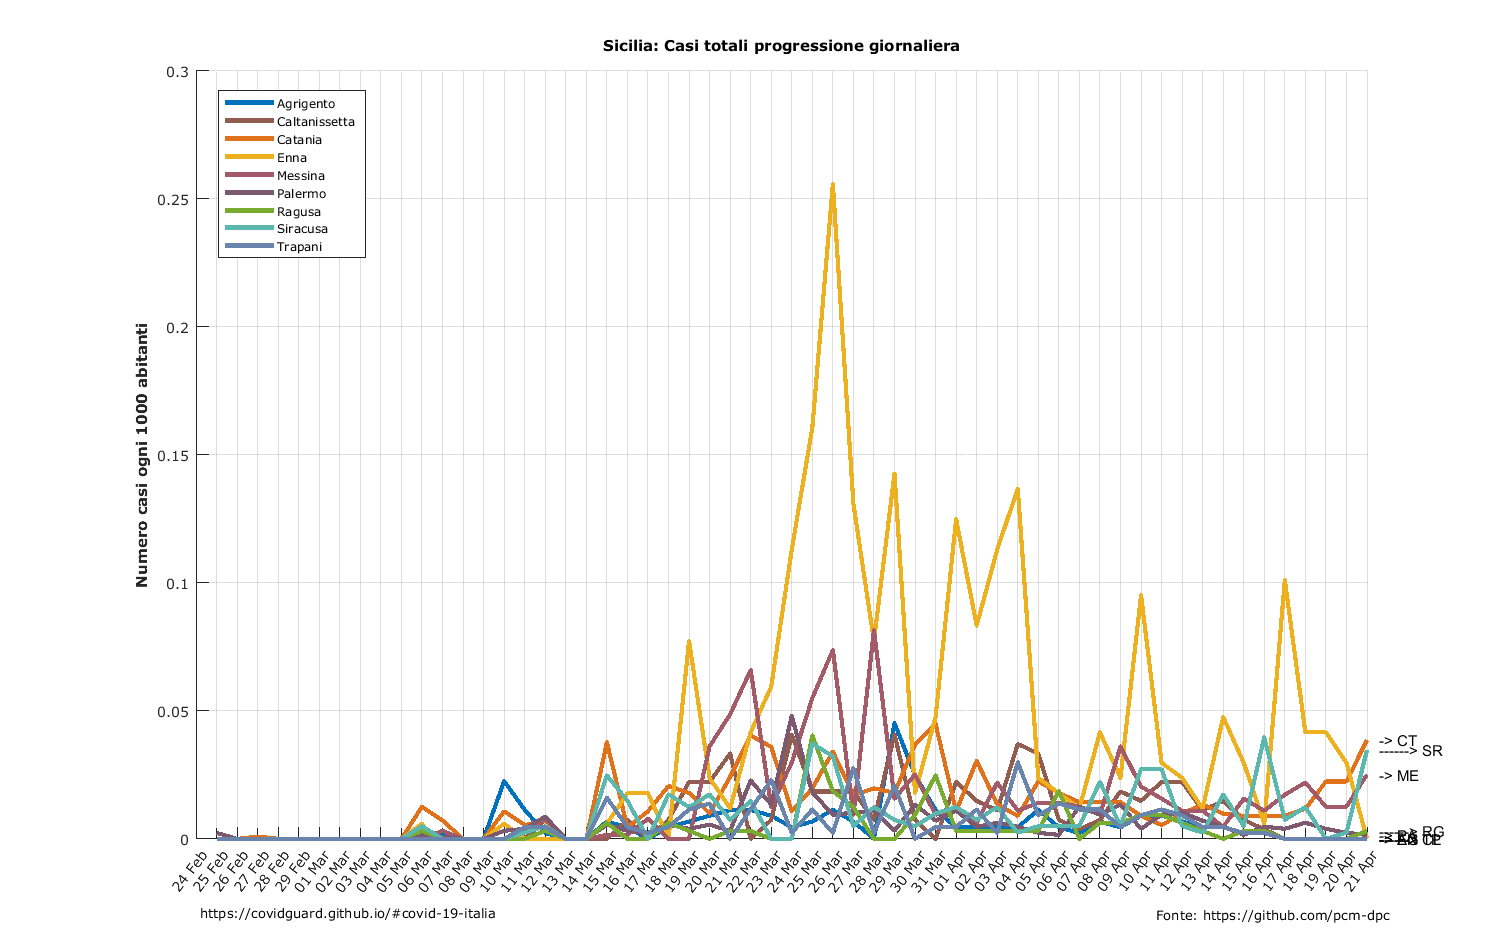 Sicilia: Casi totali progressione giornaliera
Numero casi ogni 1000 abitanti
0.3
0.25
0.2
0.15
0.1
0.05
0
Agrigento
Caltanissetta
Catania
Enna
Messina
Palermo
Ragusa
Siracusa
Trapani
-> CT
------> SR
-> ME
RG
24 Feb
25 Feb
26 Feb
27 Feb
28 Feb
29 Feb
01 Mar
02 Mar
03 Mar
04 Mar
05 Mar
06 Mar
07 Mar
08 Mar
09 Mar
10 Mar
11 Mar
12 Mar
13 Mar
14 Mar
15 Mar
16 Mar
17 Mar
18 Mar
19 Mar
20 Mar
21 Mar
22 Mar
23 Mar
24 Mar
25 Mar
26 Mar
27 Mar
28 Mar
29 Mar
30 Mar
31 Mar
01 Apr
02 Apr
03 Apr
04 Apr
05 Apr
06 Apr
07 Apr
08 Apr
09 Apr
10 Apr
11 Apr
12 Apr
13 Apr
14 Apr
15 Apr
16 Apr
17 Apr
18 Apr
19 Apr
20 Apr
21 Apr
https://covidguard.github.io/#covid-19-italia
Fonte: https://github.com/pcm-dpc